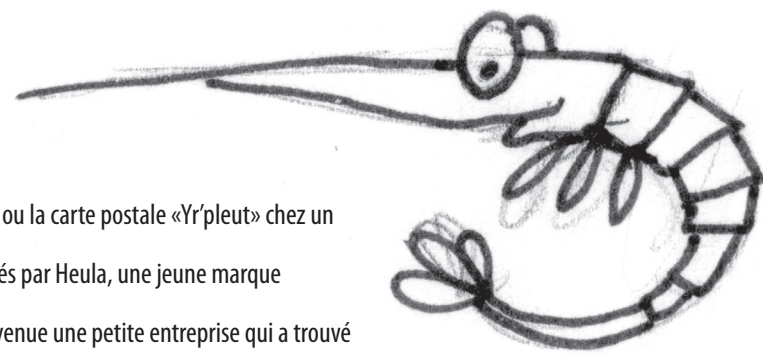 ou la carte postale «Yr’pleut» chez un
és par Heula, une jeune marque
venue une petite entreprise qui a trouvé